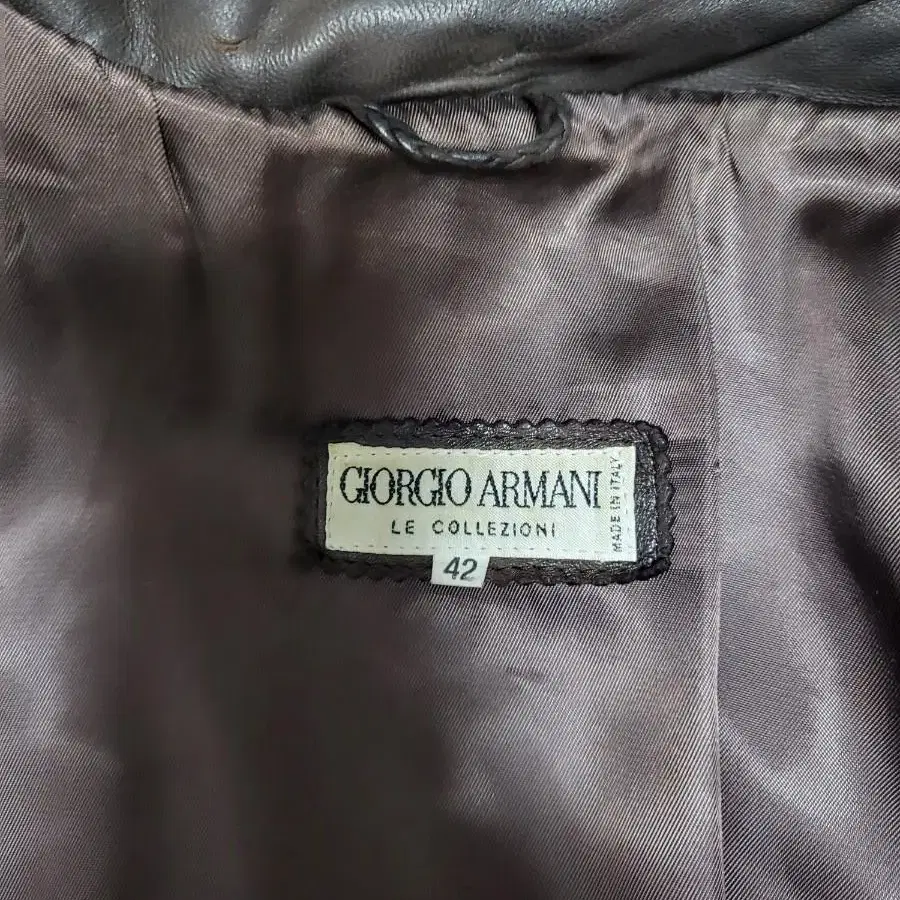 GIORGIO ARMANI
LE COLLEZIONI
MADE IN ITALY
42